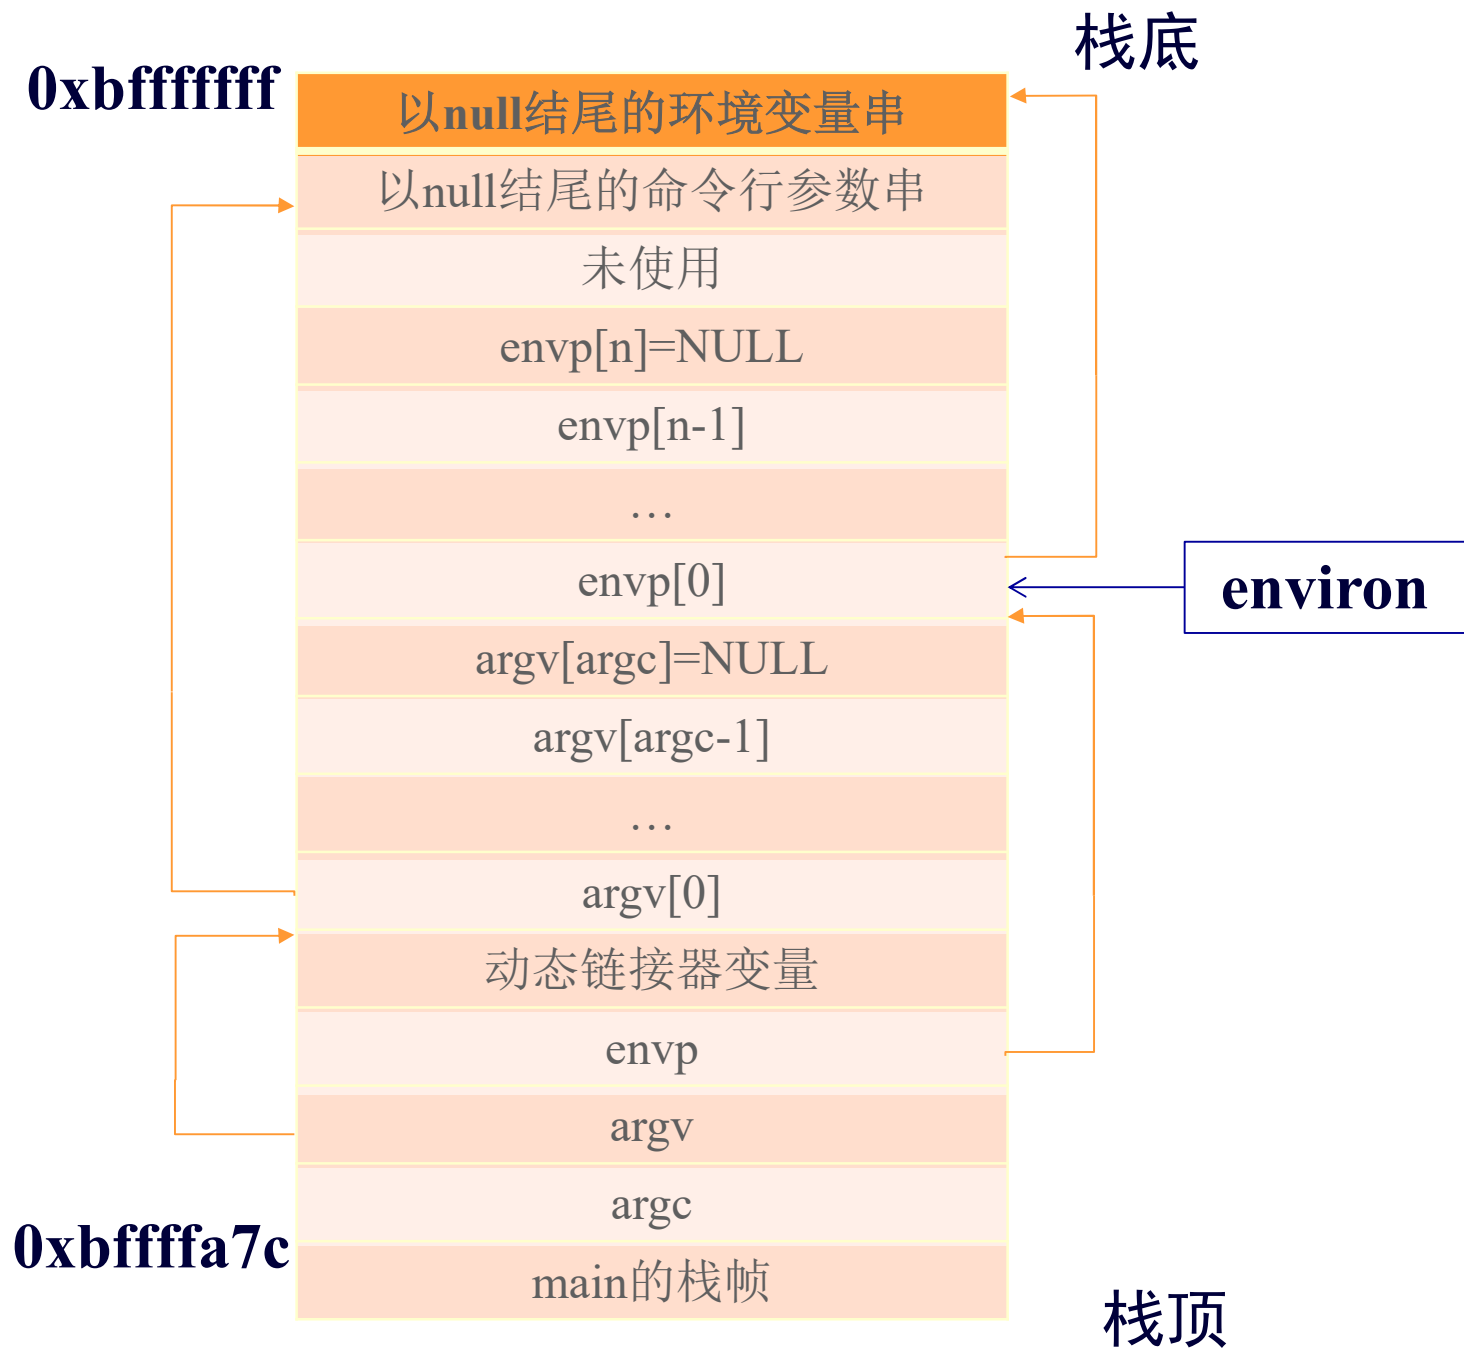 栈底
0xbfffffff
以null结尾的环境变量串
以null结尾的命令行参数串
未使用
envp[n]=NULL
envp[n-1]
…
envp[0]
environ
argv[argc]=NULL
argv[argc-1]
…
argv[0]
动态链接器变量
envp
argv
argc
0xbffffa7c
main的栈帧
栈顶